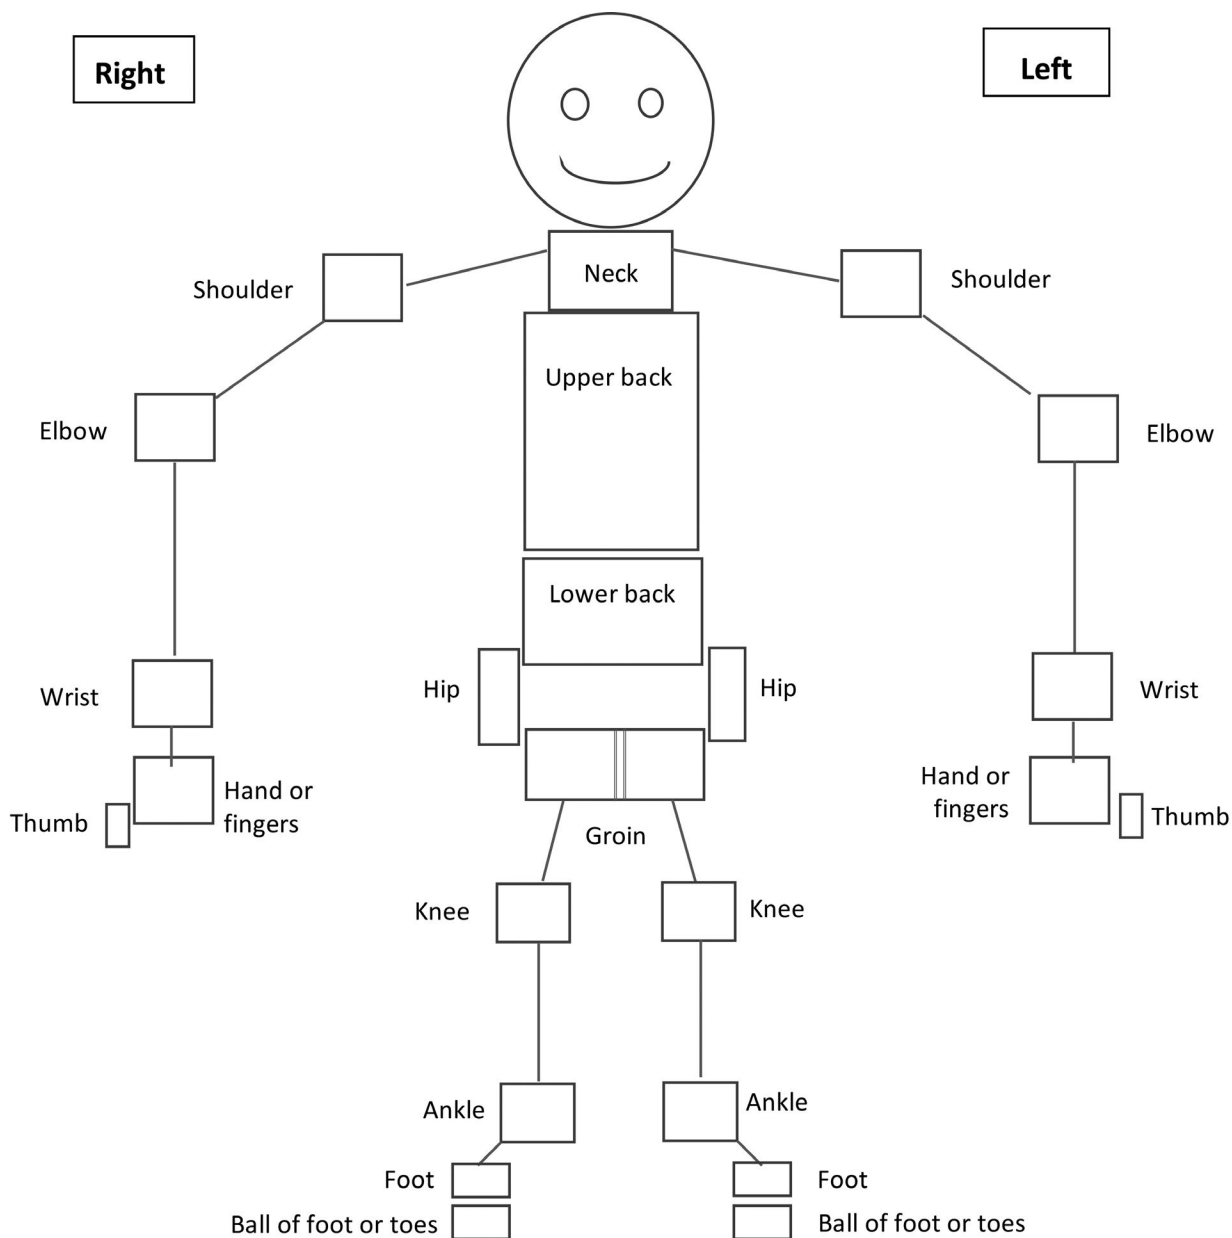 Right
Left
Neck
Shoulder
Shoulder
Upper back
Elbow
Elbow
Lower back
Hip
Hip
Wrist
Wrist
Hand or
fingers
Thumb
Hand or
fingers
Thumb
Groin
Knee
Knee
Ankle
Ankle
Foot
Foot
Ball of foot or toes
Ball of foot or toes